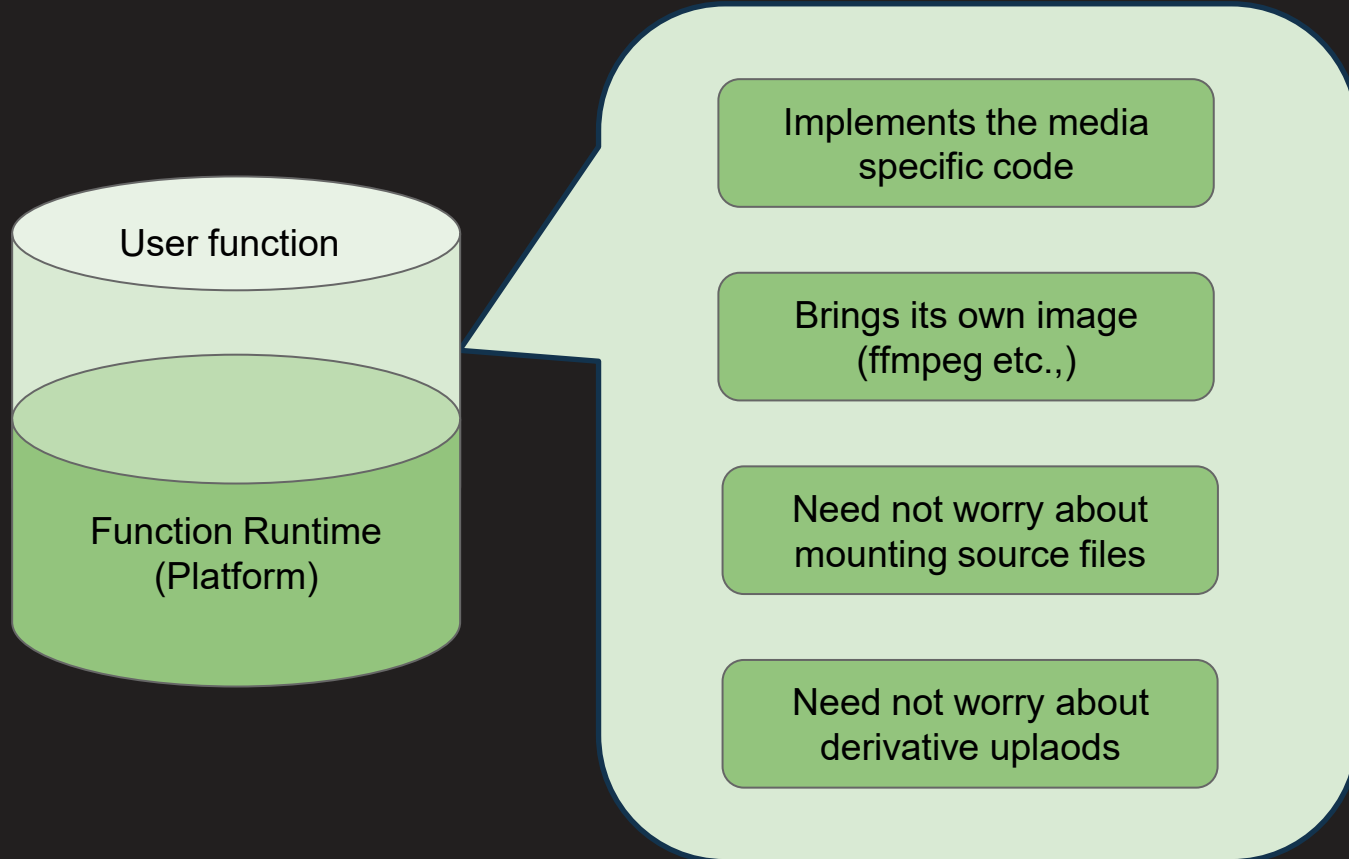 User function
Function Runtime
(Platform)
Implements the media
specific code
Brings its own image
(ffmpeg etc.,)
Need not worry about
mounting source files
Need not worry about
derivative uplaods